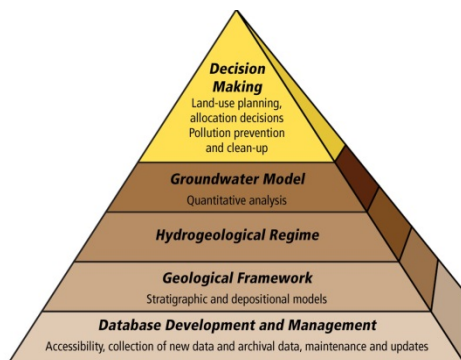 Decision
Making
Land-use planning,
allocation decisions
Pollution prevention
and clean-up
Groundwater Model
Quantitative analysis
Hydrogeological Regime
Geological Framework
Stratigraphic and depositional models
Database Development and Management
Accessibility, collection of new data and archival data, maintenance and updates